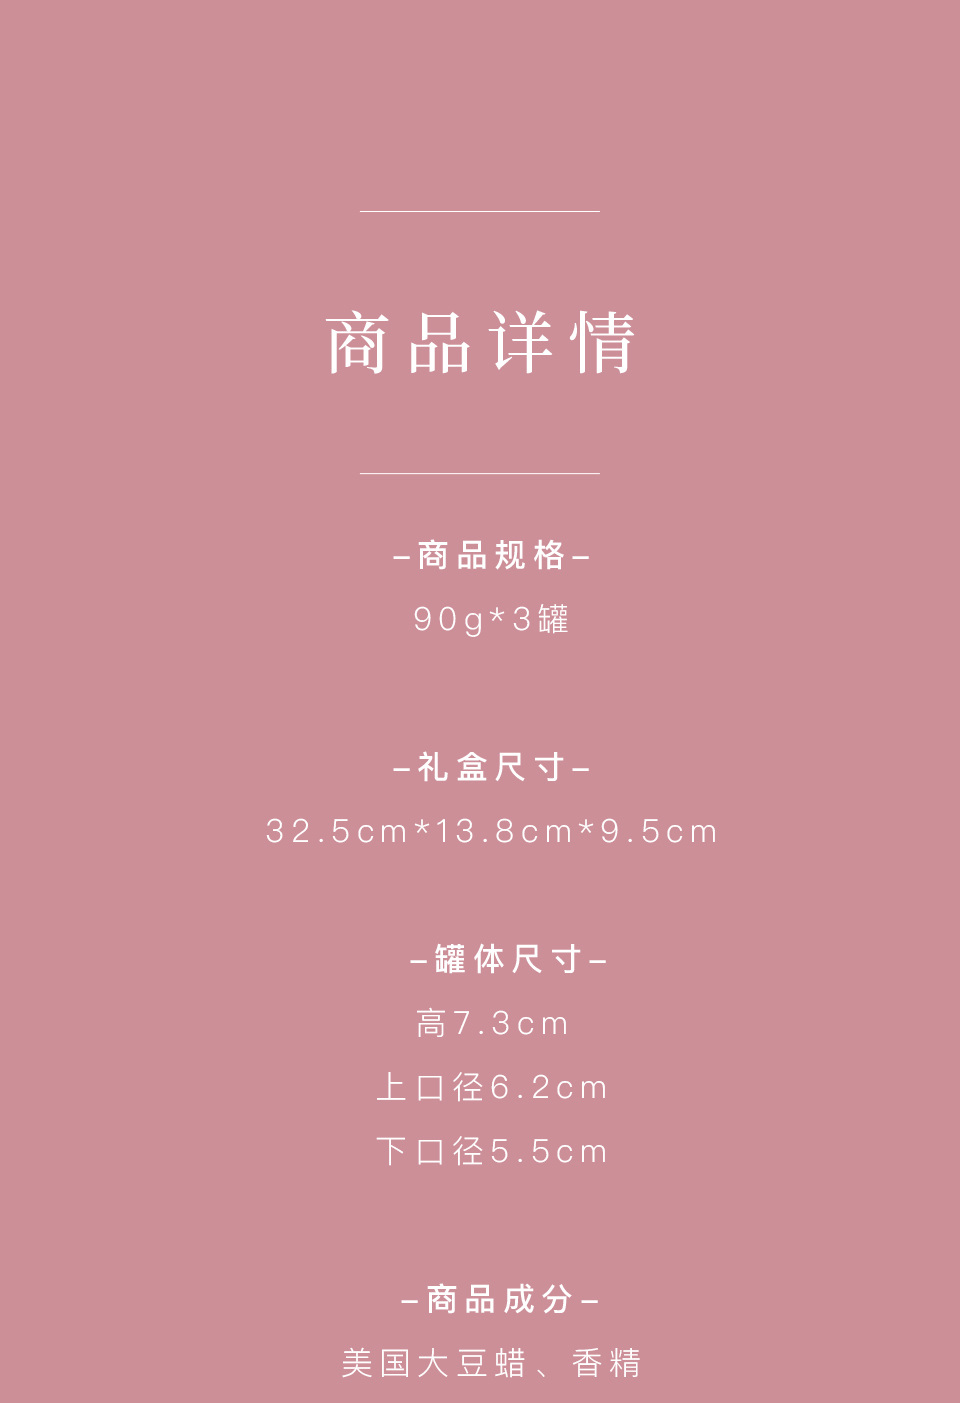 商品详情
–商品规格–
90g*3罐
–礼盒尺寸–
32.5cm*13.8cm*9.5cm
–罐体尺寸–
高7.3cm
上口径6.2cm
下口径5.5cm
–商品成分–
美国大豆蜡、香精